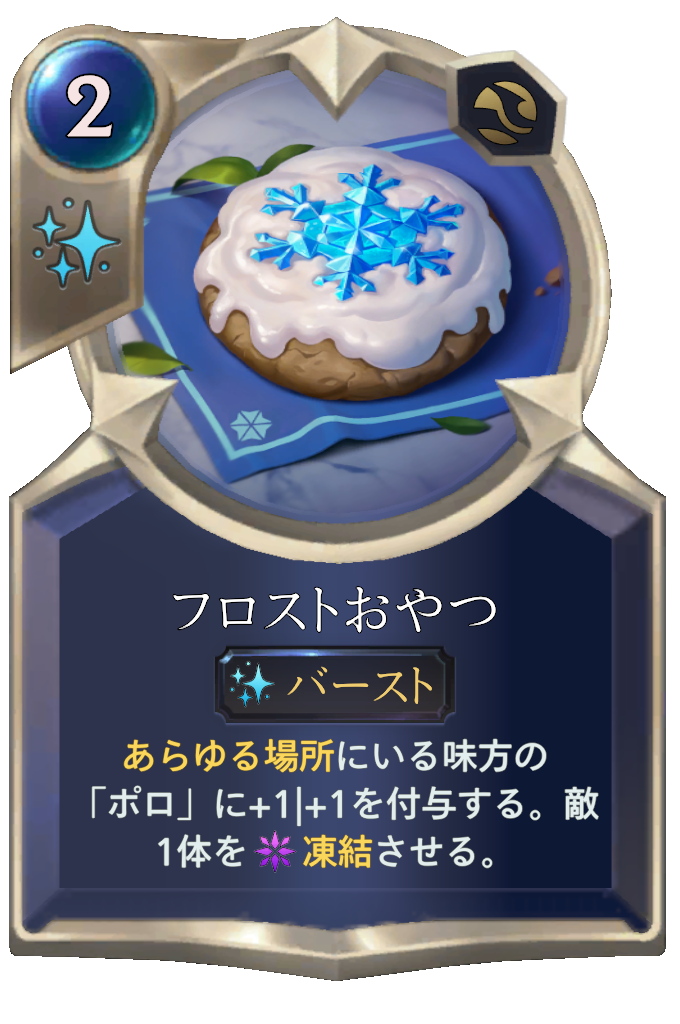 2
フロストおやつ
バースト
あらゆる場所にいる味方の
「ポロ」に+1|+1を付与する。敵
1体を凍結させる。